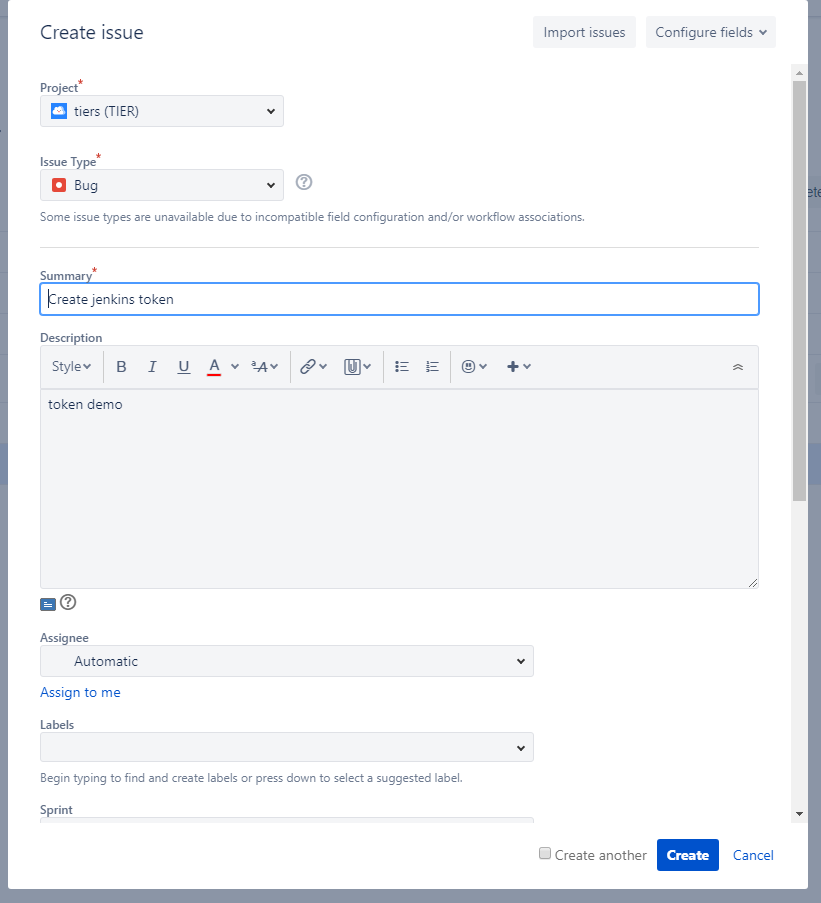 Create issue
Import issues
Configure fields
Project*
tiers (TIER)
Issue Type*
Bug
Some issue types are unavailable due to incompatible field configuration and/or workflow associations.
Summary*
Create jenkins token
Description
Style B I U A ªA
token demo
Assignee
Automatic
Assign to me
Labels
Begin typing to find and create labels or press down to select a suggested label.
Sprint
Create another Create Cancel